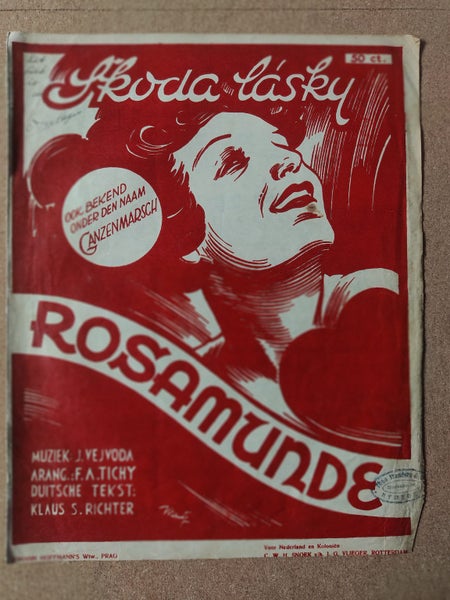 Škoda lásky
50 ct.
OOK BEKEND
ONDER DEN NAAM
GANZENMARSCH
ROSAMUNDE
MUZIEK: J. VEJVODA
ARANG.: F. A. TICHY
DUITSCHE TEKST:
KLAUS S. RICHTER
HOFFMANN'S Wtw., PRAG
Voor Nederland en Koloniën
C. W. H. SNOEK v/h J. G. VLIEGER, ROTTERDAM